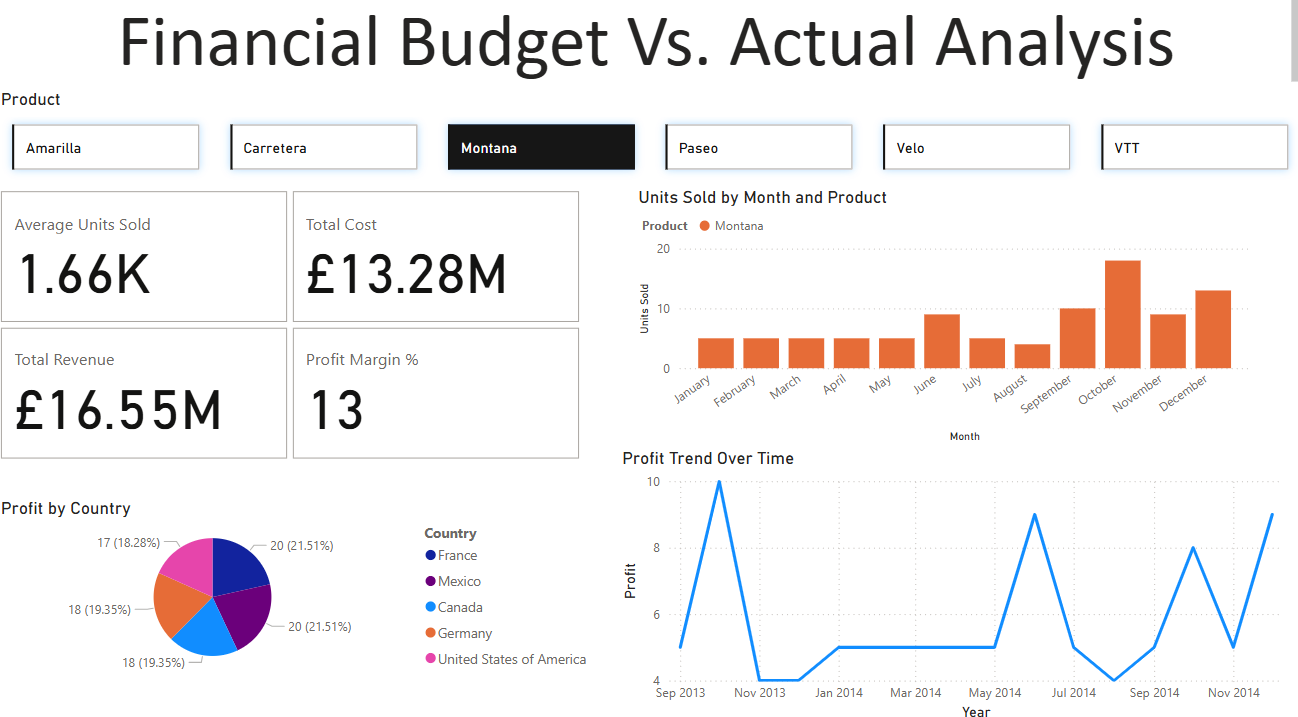 Financial Budget Vs. Actual Analysis
Product
Amarilla
Carretera
Montana
Paseo
Velo
VTT
Average Units Sold
1.66K
Total Cost
£13.28M
Total Revenue
£16.55M
Profit Margin %
13
Units Sold by Month and Product
Product Montana
20
10
0
Units Sold
January February March April May June July August September October November December
Month
Profit by Country
17 (18.28%)
20 (21.51%)
18 (19.35%)
20 (21.51%)
18 (19.35%)
Country
France
Mexico
Canada
Germany
United States of America
Profit Trend Over Time
10
8
6
4
Profit
Sep 2013 Nov 2013 Jan 2014 Mar 2014 May 2014 Jul 2014 Sep 2014 Nov 2014
Year